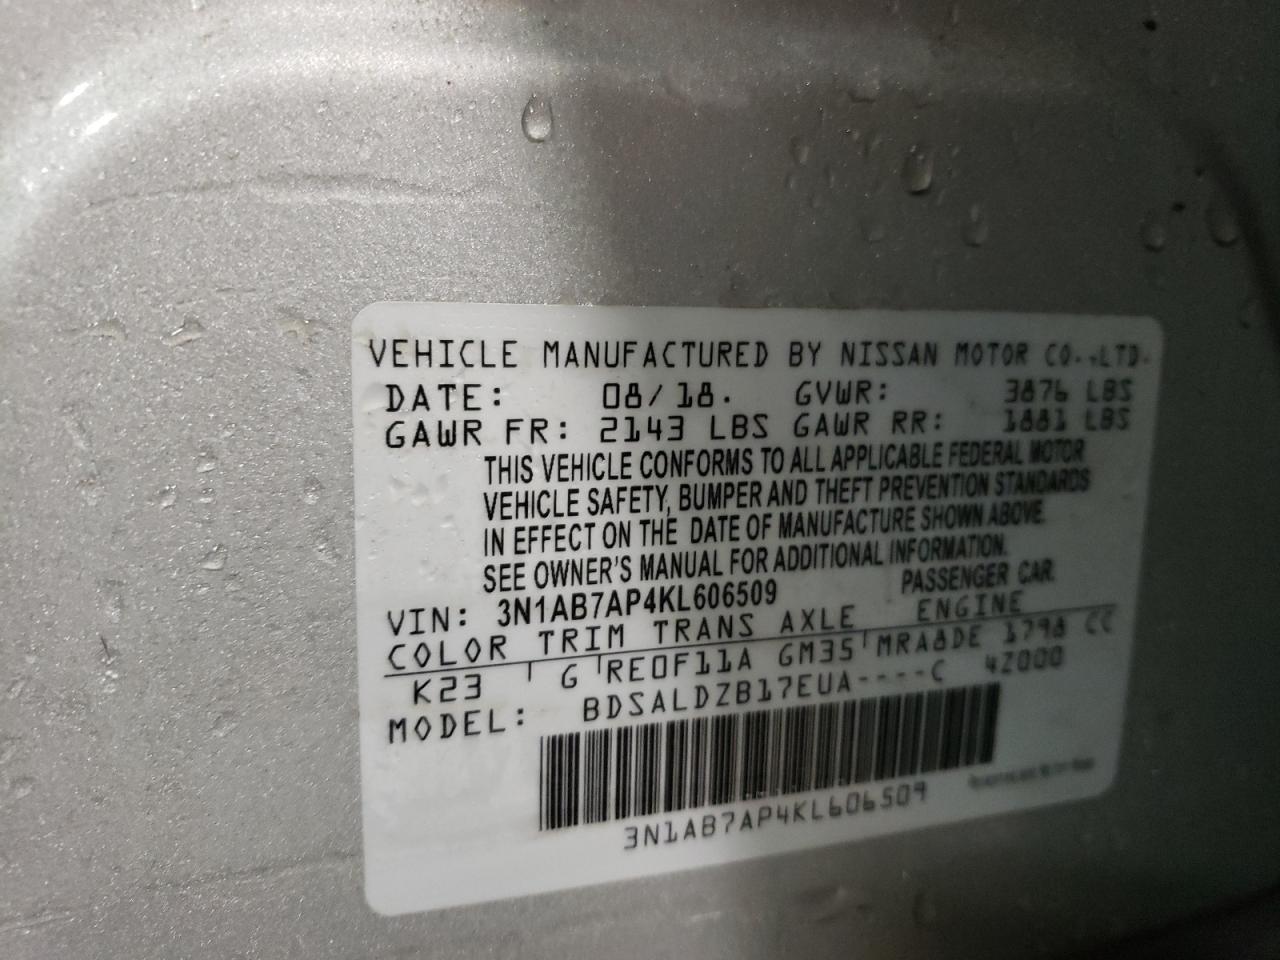 VEHICLE MANUFACTURED BY NISSAN MOTOR CO.,LTD.
DATE: 08/18. GVWR: 3876 LBS
GAWR FR: 2143 LBS GAWR RR: 1881 LBS
THIS VEHICLE CONFORMS TO ALL APPLICABLE FEDERAL MOTOR
VEHICLE SAFETY, BUMPER AND THEFT PREVENTION STANDARDS
IN EFFECT ON THE DATE OF MANUFACTURE SHOWN ABOVE.
SEE OWNER'S MANUAL FOR ADDITIONAL INFORMATION.
VIN: 3N1AB7AP4KL606509 PASSENGER CAR.
COLOR TRIM TRANS AXLE ENGINE
K23 G RE0F11A GM35 MRA8DE 1798 CC
MODEL: BDSALDZB17EUA----C 4Z000
3N1AB7AP4KL606509